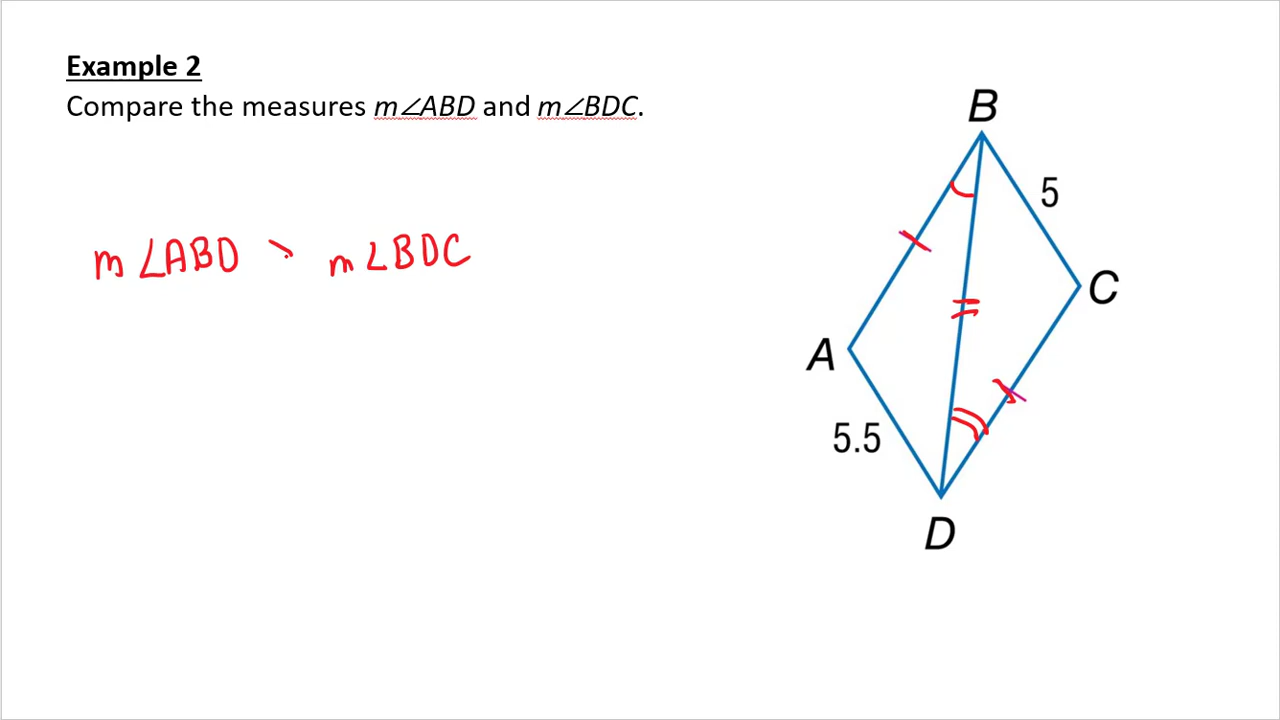 Example 2
Compare the measures m∠ABD and m∠BDC.
m∠ABD > m∠BDC
B
5
C
A
5.5
D